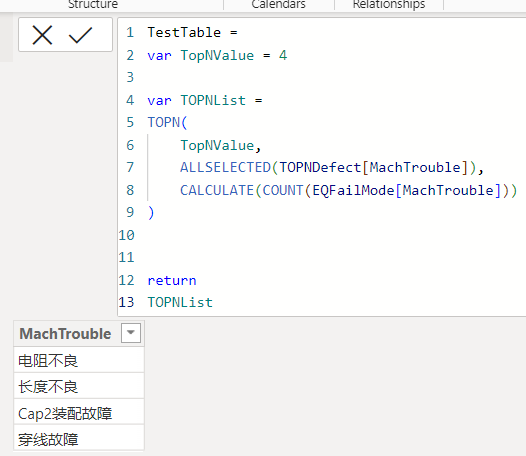 Structure
Calendars
Relationships
1 TestTable =
2 var TopNValue = 4
3
4 var TOPNList =
5 TOPN(
6 TopNValue,
7 ALLSELECTED(TOPNDefect[MachTrouble]),
8 CALCULATE(COUNT(EQFailMode[MachTrouble]))
9 )
10
11
12 return
13 TOPNList
MachTrouble
电阻不良
长度不良
Cap2装配故障
穿线故障